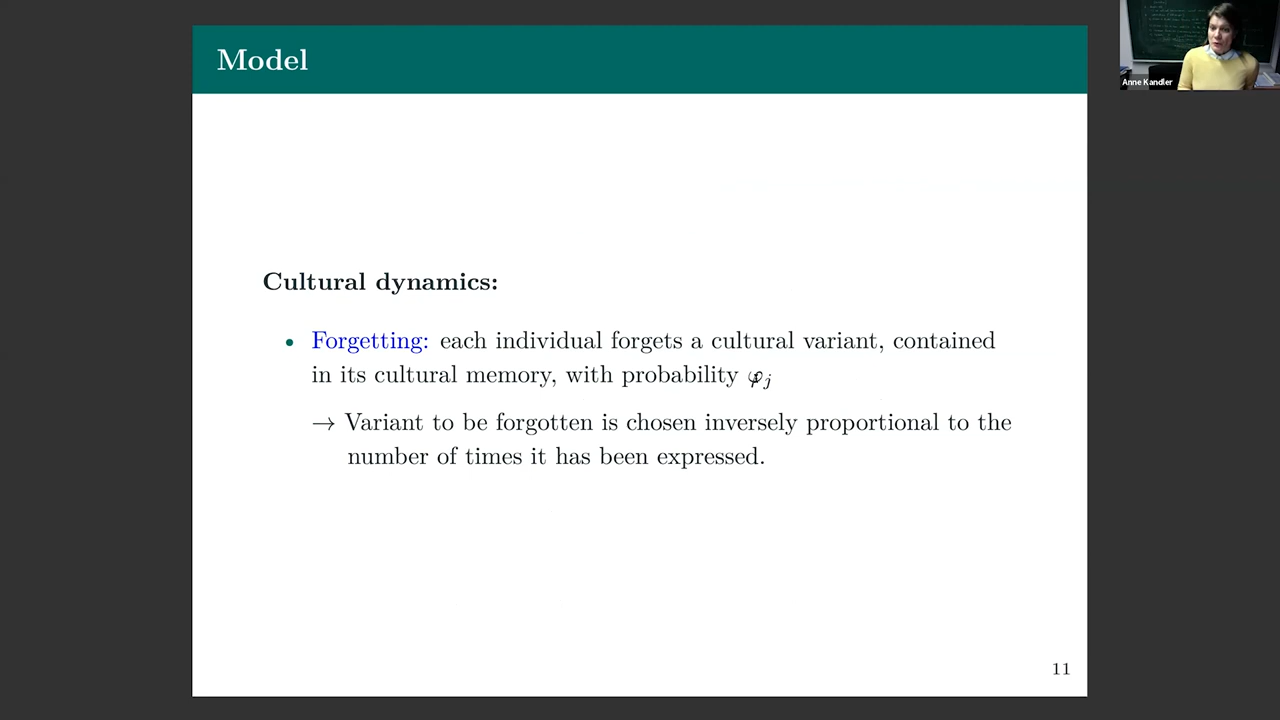 Model
Anne Kandler
Cultural dynamics:
• Forgetting: each individual forgets a cultural variant, contained
in its cultural memory, with probability φj
→ Variant to be forgotten is chosen inversely proportional to the
number of times it has been expressed.
11